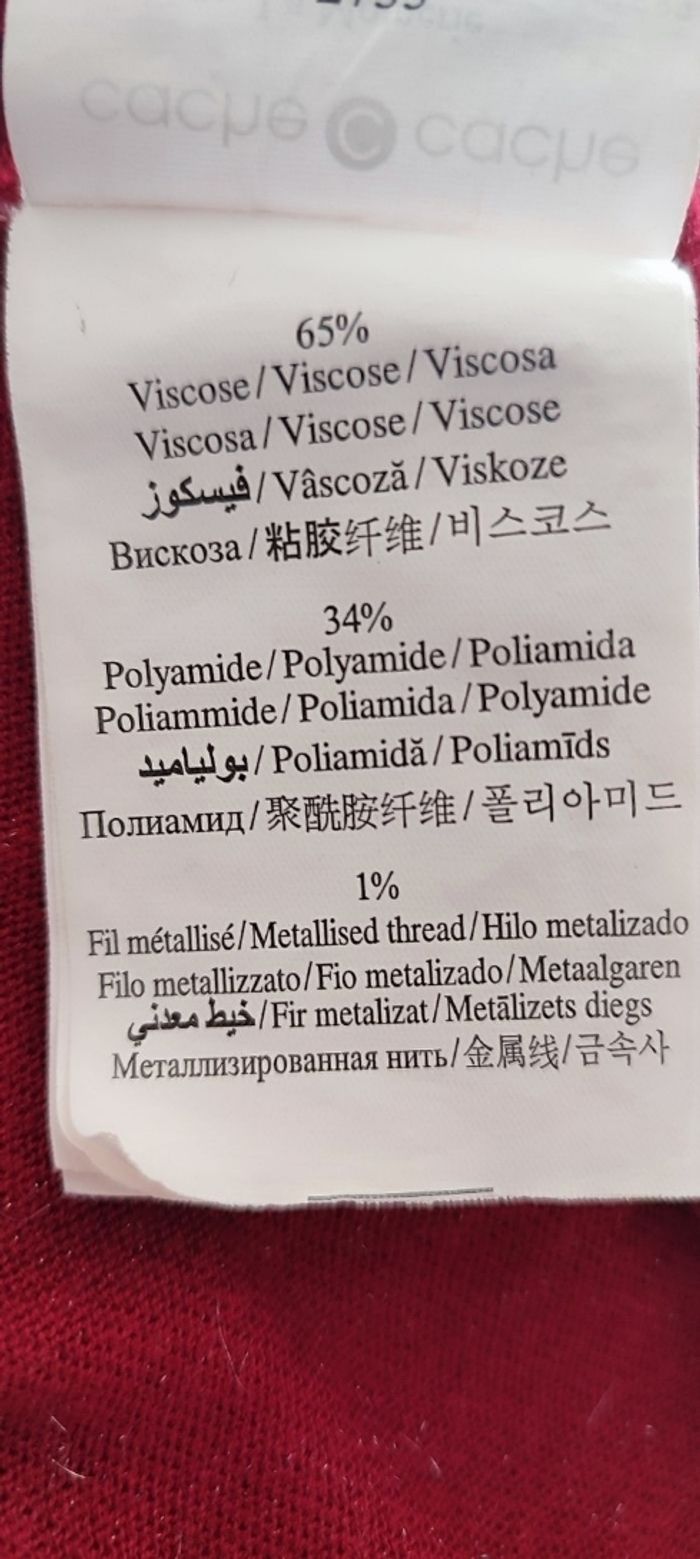 cache C cache
65%
Viscose/Viscose/Viscosa
Viscosa/Viscose/Viscose
فيسكوز/Vâscoză/Viskoze
Вискоза/粘胶纤维/비스코스
34%
Polyamide/Polyamide/Poliamida
Poliammide/Poliamida/Polyamide
بولياميد/Poliamidă/Poliamīds
Полиамид/聚酰胺纤维/폴리아미드
1%
Fil métallisé/Metallised thread/Hilo metalizado
Filo metallizzato/Fio metalizado/Metaalgaren
خيط معدني/Fir metalizat/Metālizets diegs
Металлизированная нить/金属线/금속사